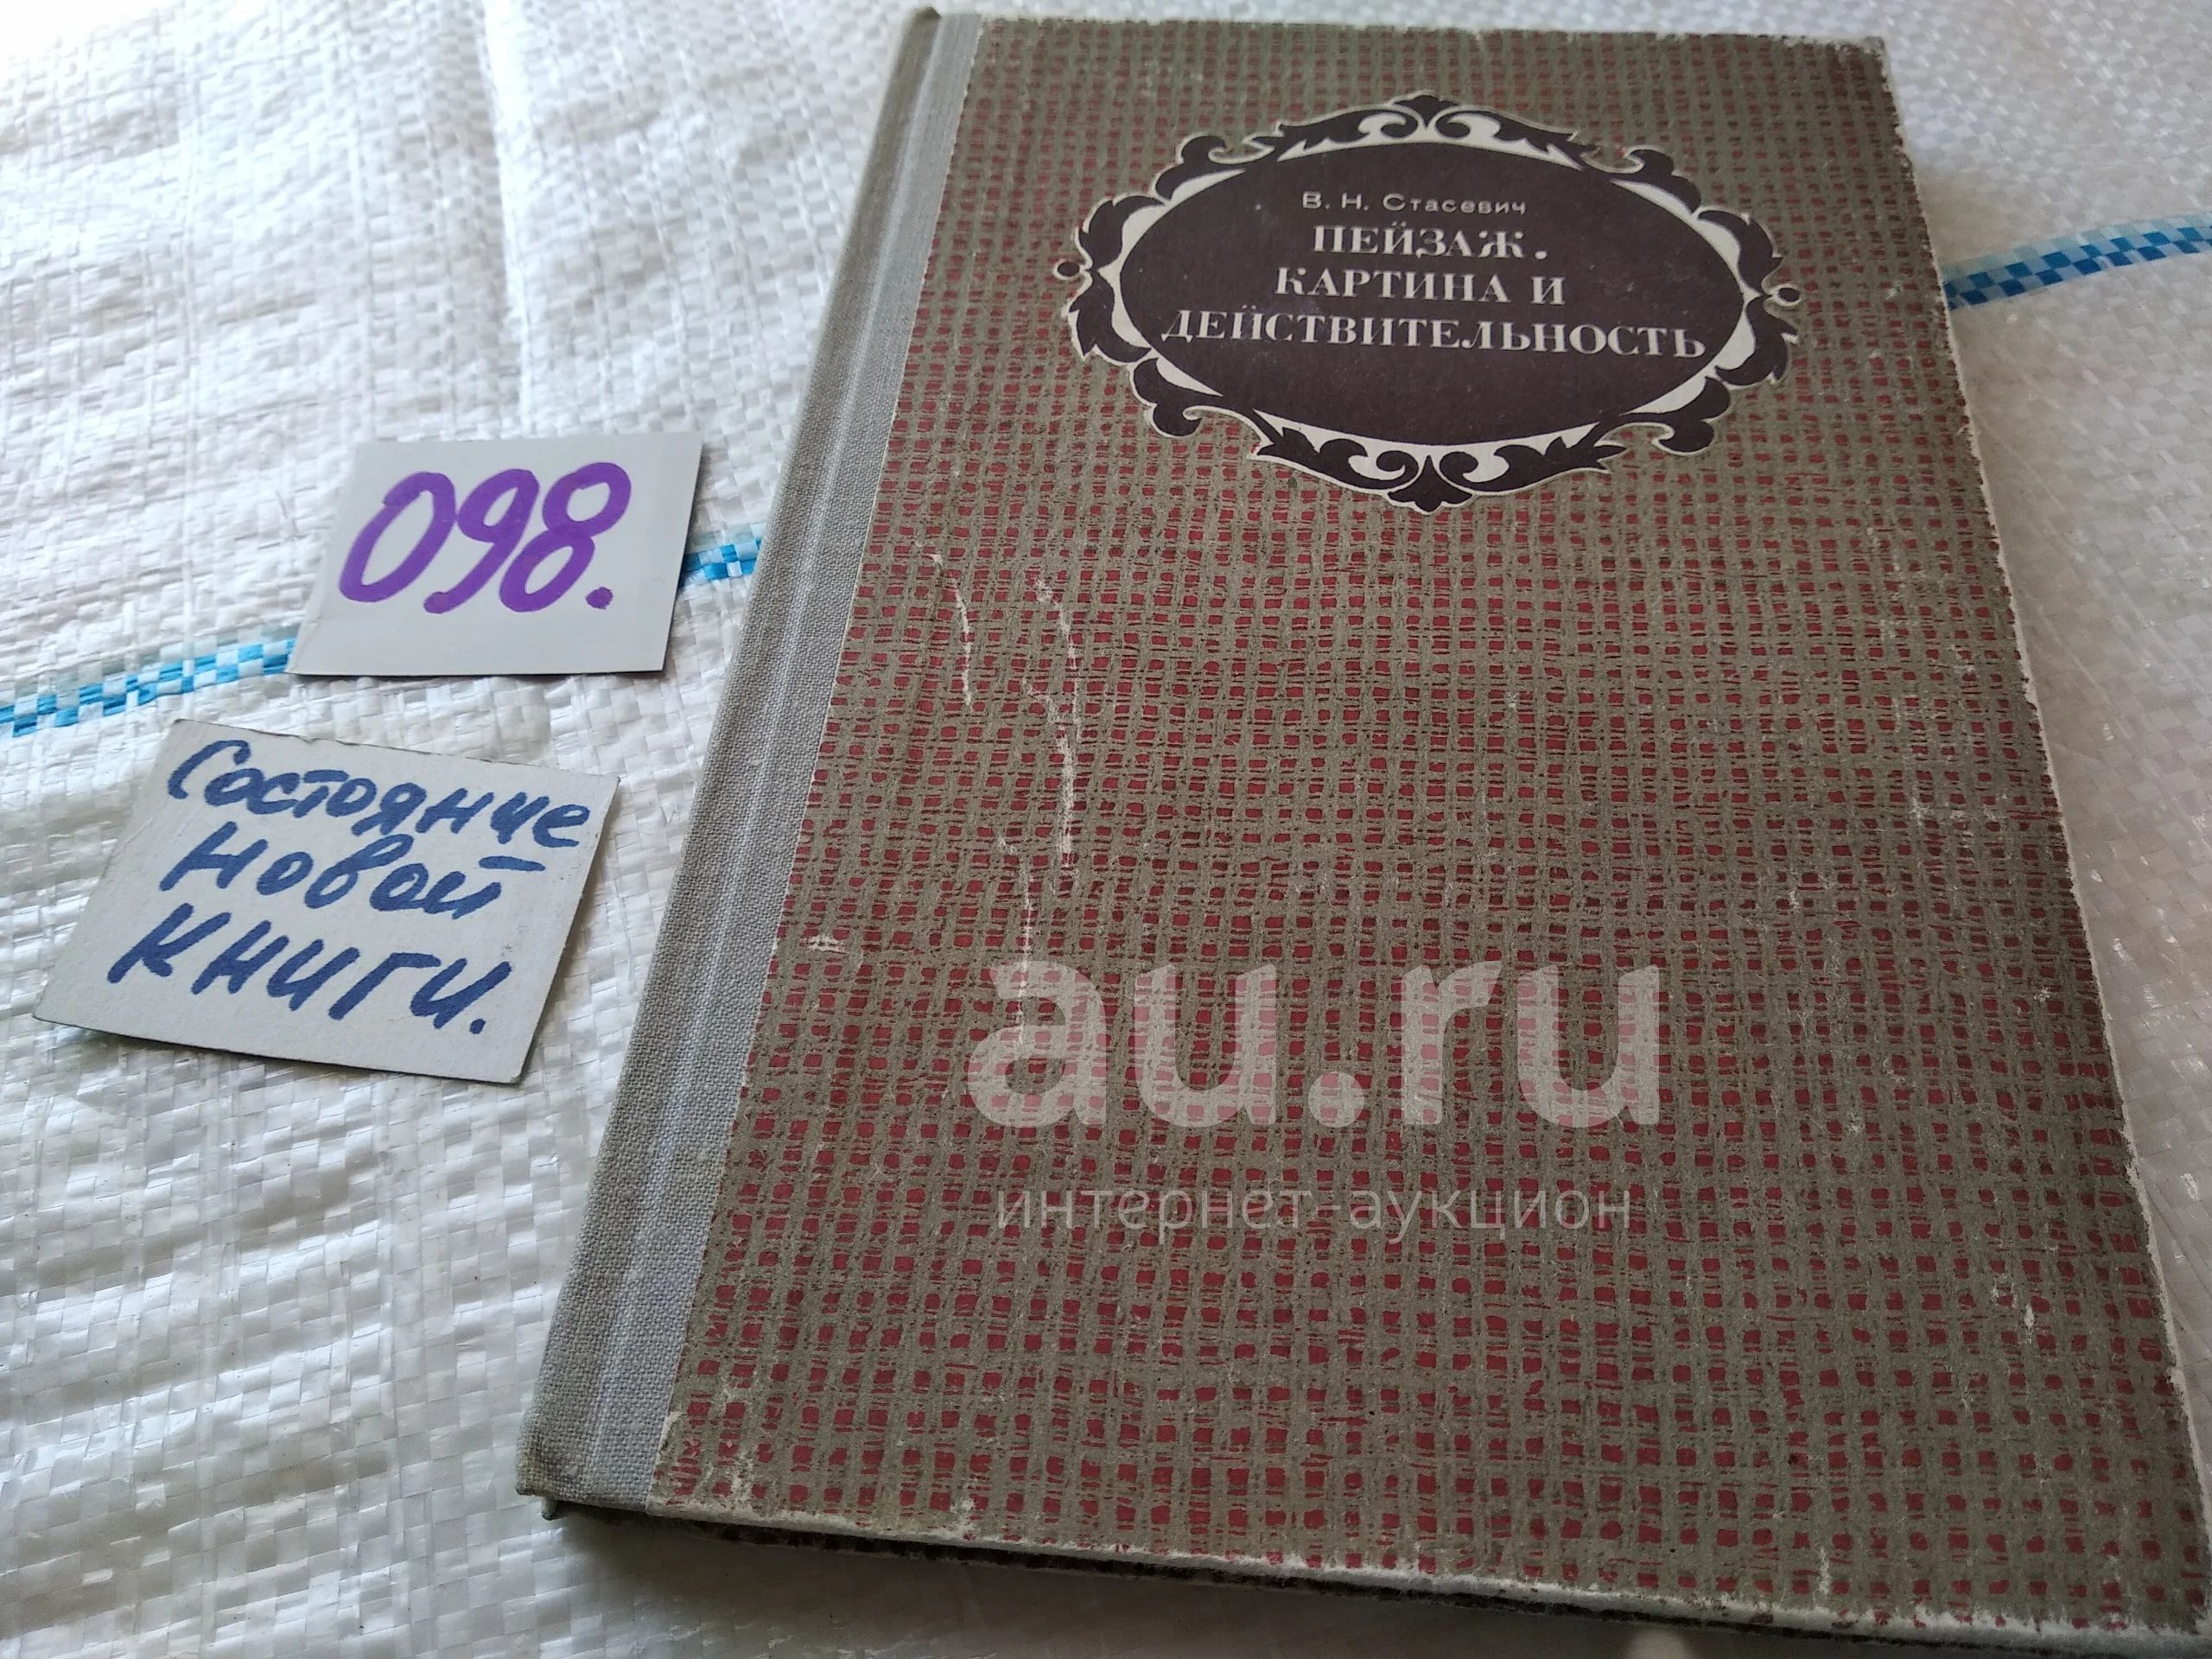 В. Н. Стасевич
ПЕЙЗАЖ.
КАРТИНА И
ДЕЙСТВИТЕЛЬНОСТЬ
098.
Состояние
новой
книги.
au.ru
интернет-аукцион